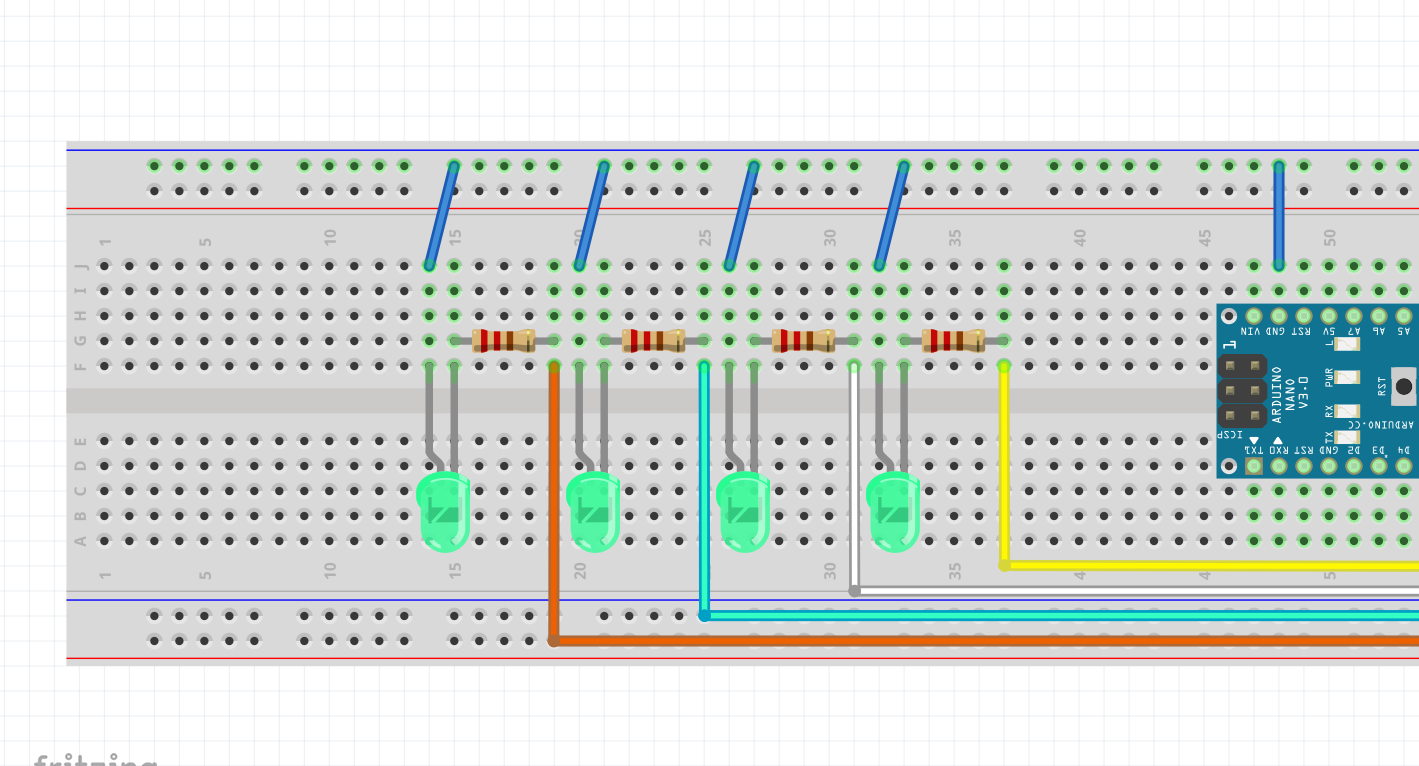 1 5 10 15 20 25 30 35 40 45 50
J
I
H
G
F
VIN GND RST 5V A7 A6 A5
1
L
PWR
RX
TX
RST
ARDUINO
NANO
V3.0
ARDUINO.CC
ICSP
TX1 RX0 RST GND D2 D3 D4
E
D
C
B
A
1 5 10 15 20 30 35 4 4 5
fritzing